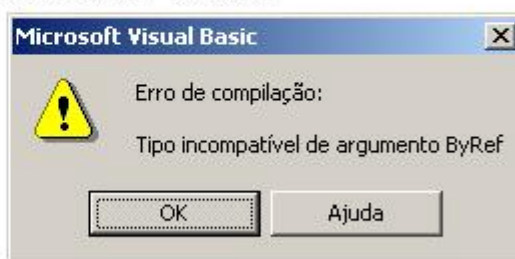 Microsoft Visual Basic
Erro de compilação:
Tipo incompatível de argumento ByRef
OK
Ajuda